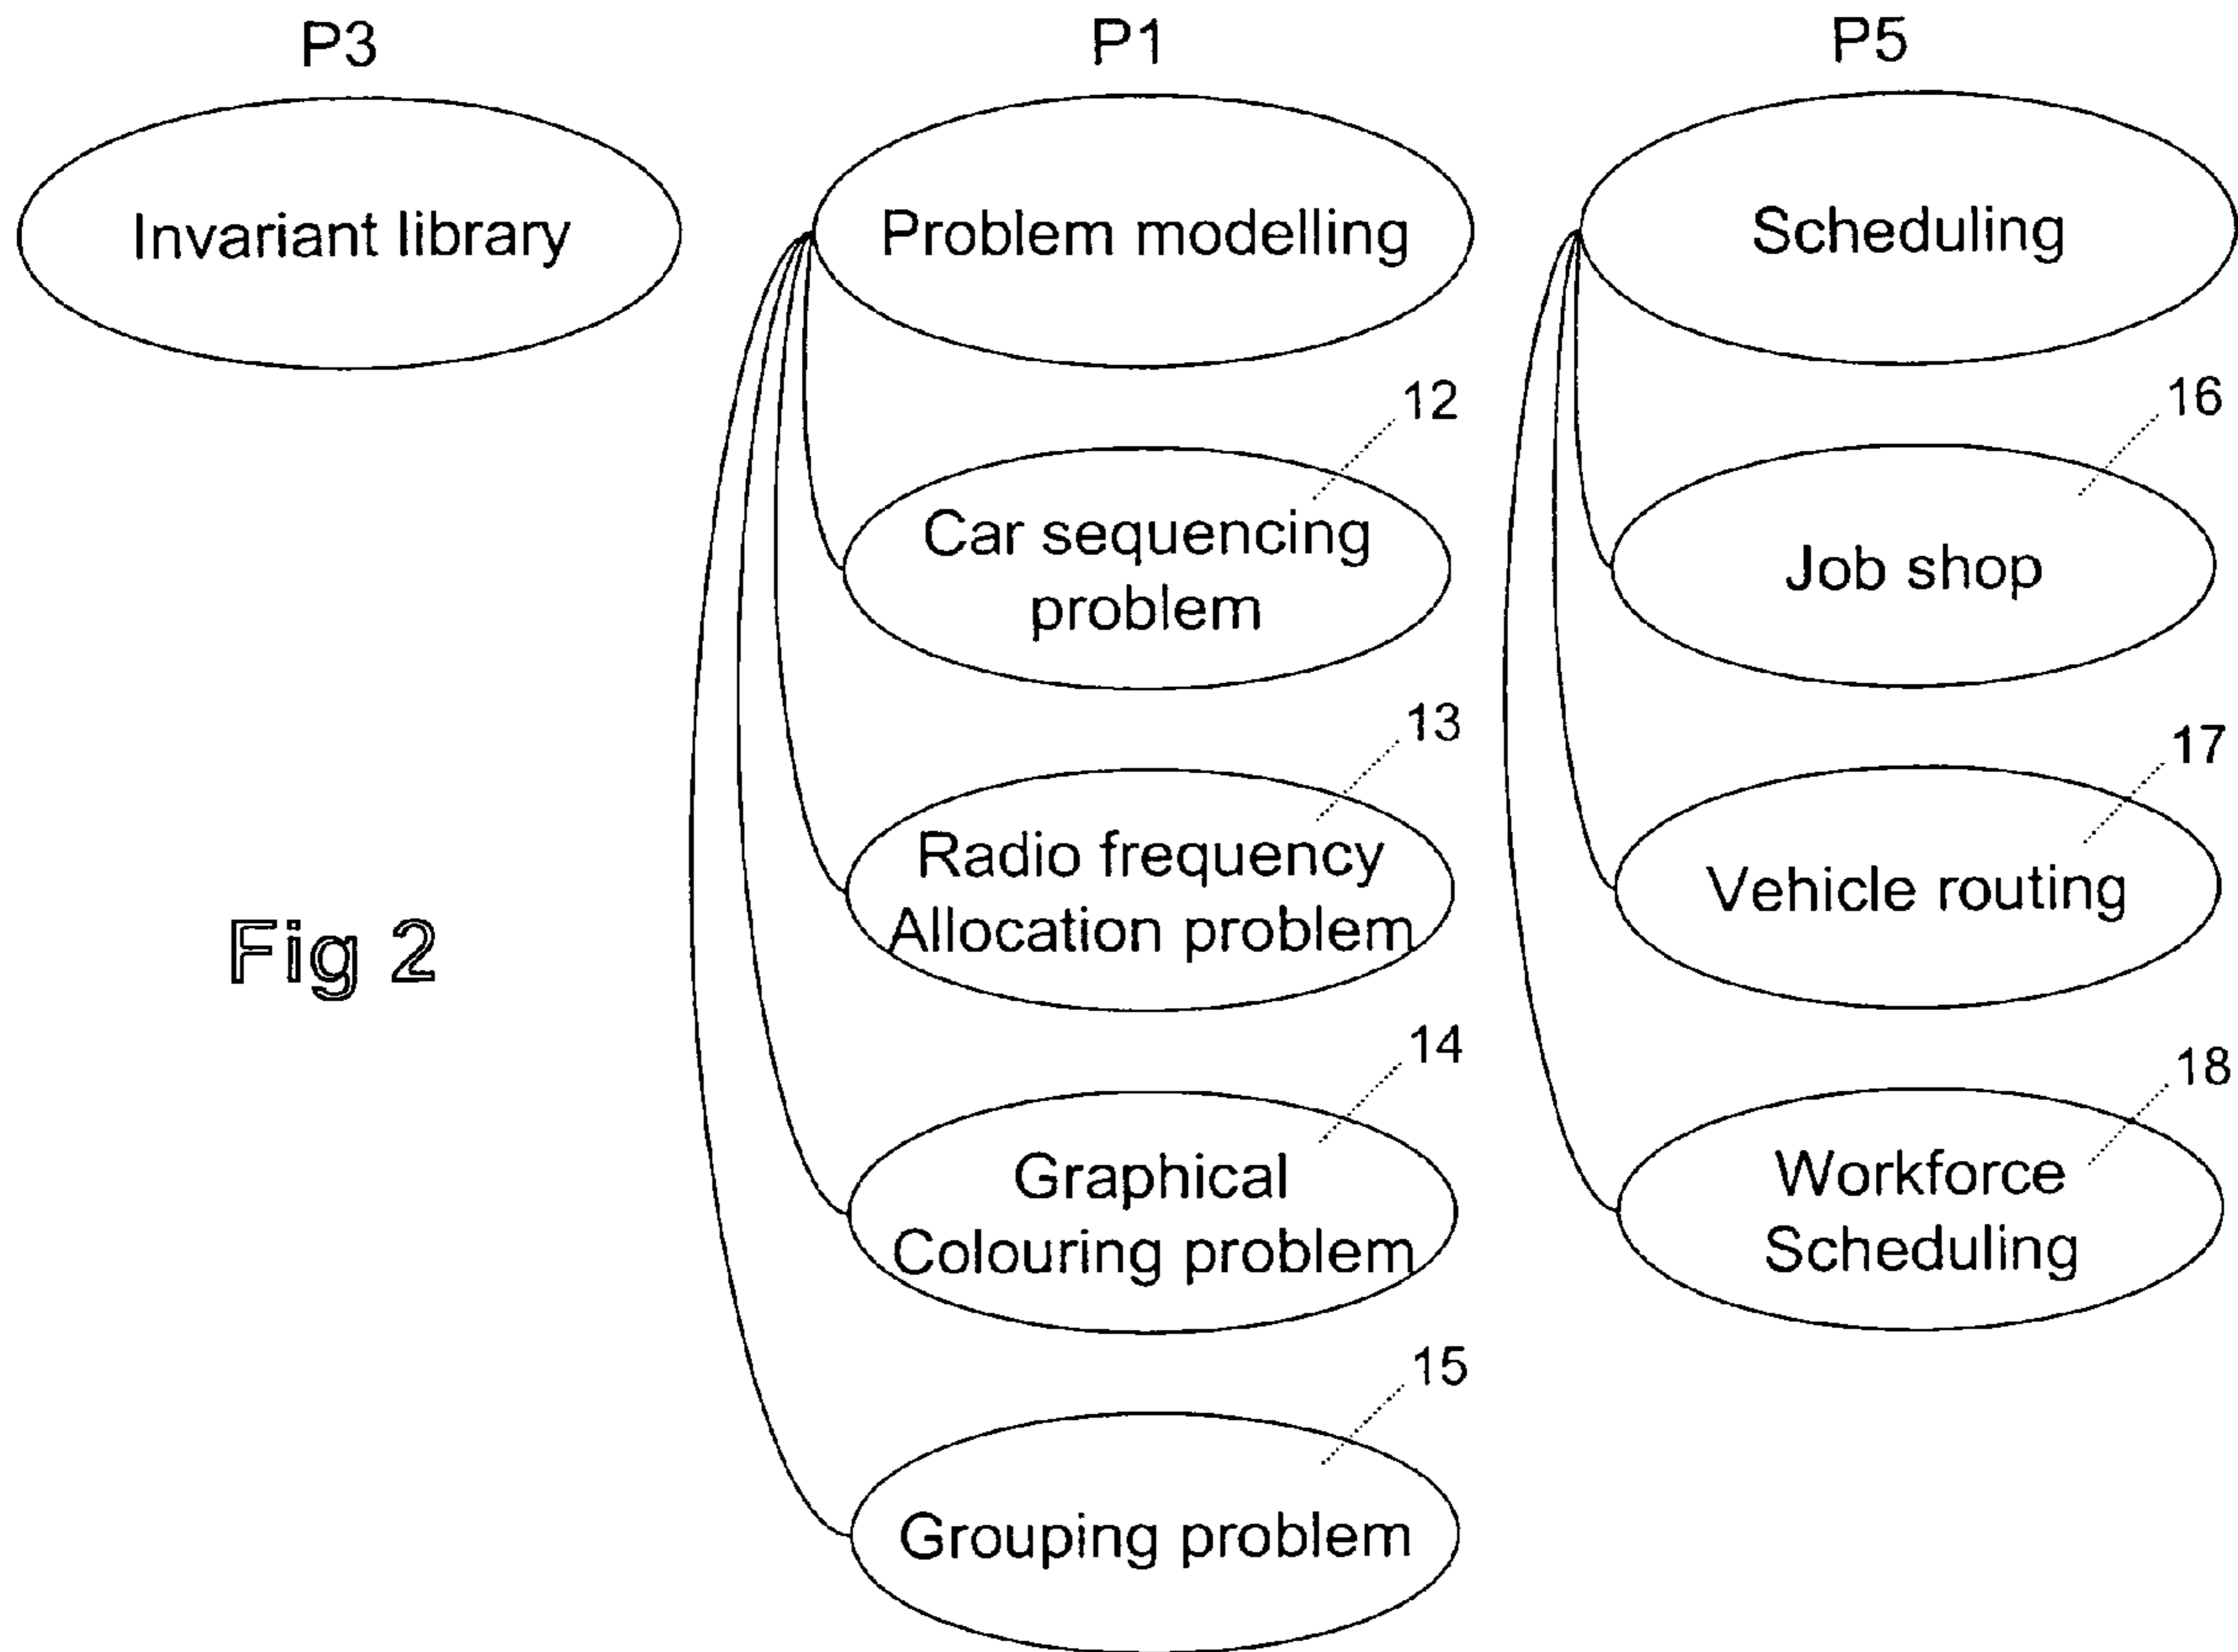 P3
P1
P5
Invariant library
Problem modelling
Scheduling
12
Car sequencing
problem
13
Radio frequency
Allocation problem
14
Graphical
Colouring problem
15
Grouping problem
16
Job shop
17
Vehicle routing
18
Workforce
Scheduling
Fig 2